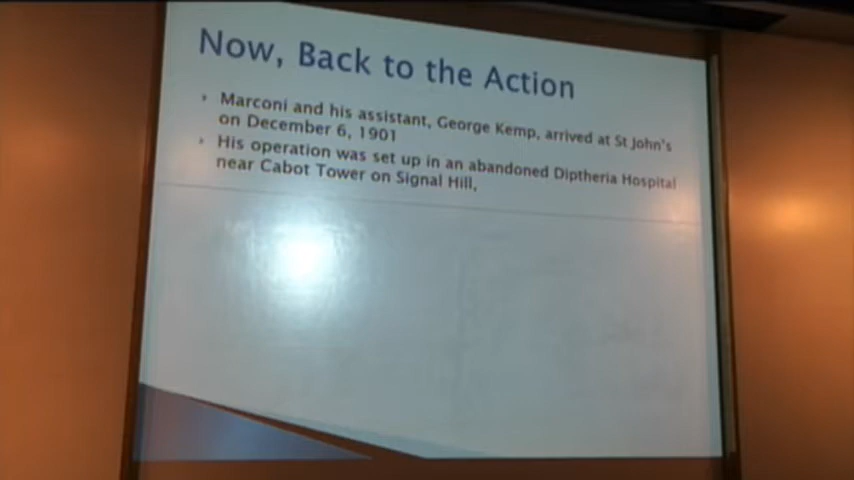 Now, Back to the Action
Marconi and his assistant, George Kemp, arrived at St John's
on December 6, 1901
His operation was set up in an abandoned Diptheria Hospital
near Cabot Tower on Signal Hill,